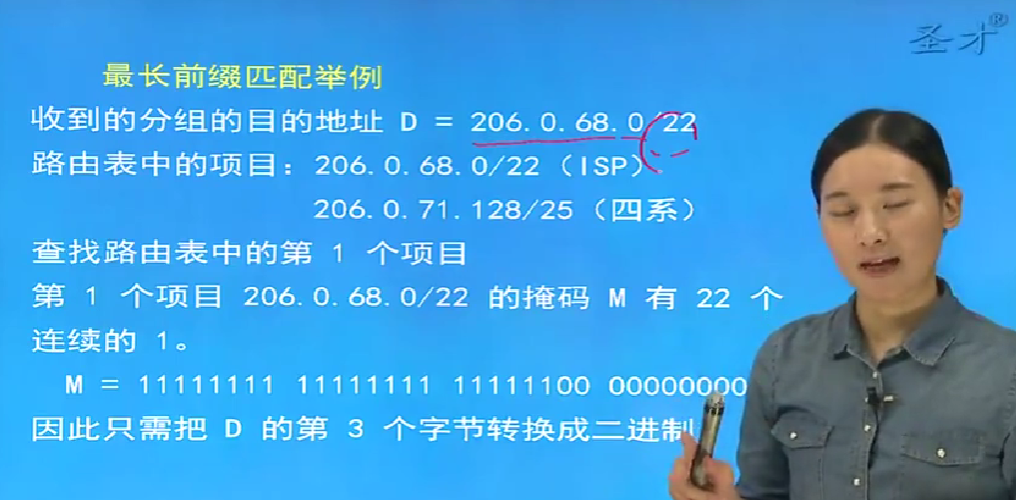 圣才®
最长前缀匹配举例
收到的分组的目的地址 D = 206.0.68.0/22
路由表中的项目：206.0.68.0/22（ISP）
206.0.71.128/25（四系）
查找路由表中的第 1 个项目
第 1 个项目 206.0.68.0/22 的掩码 M 有 22 个
连续的 1。
M = 11111111 11111111 11111100 00000000
因此只需把 D 的第 3 个字节转换成二进制